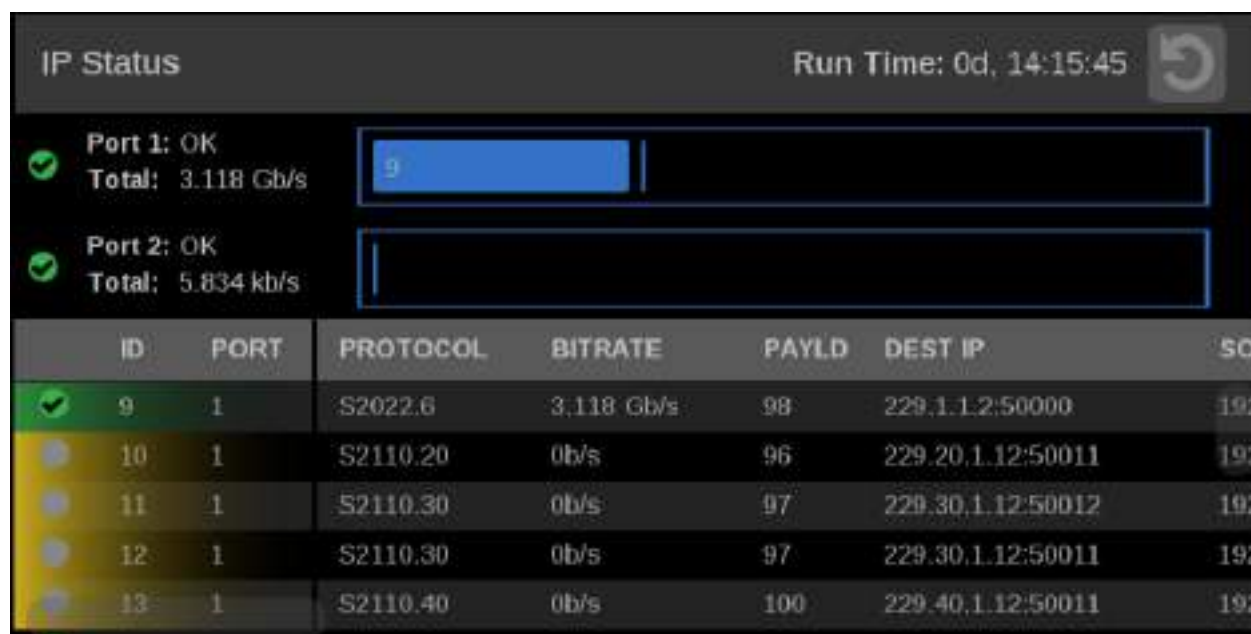 IP Status Run Time: 0d, 14:15:45
Port 1: OK
Total: 3.118 Gb/s
9
Port 2: OK
Total: 5.834 kb/s
ID PORT PROTOCOL BITRATE PAYLD DEST IP
9 1 S2022.6 3.118 Gb/s 98 229.1.1.2:50000
10 1 S2110.20 0b/s 96 229.20.1.12:50011
11 1 S2110.30 0b/s 97 229.30.1.12:50012
12 1 S2110.30 0b/s 97 229.30.1.12:50011
13 1 S2110.40 0b/s 100 229.40.1.12:50011